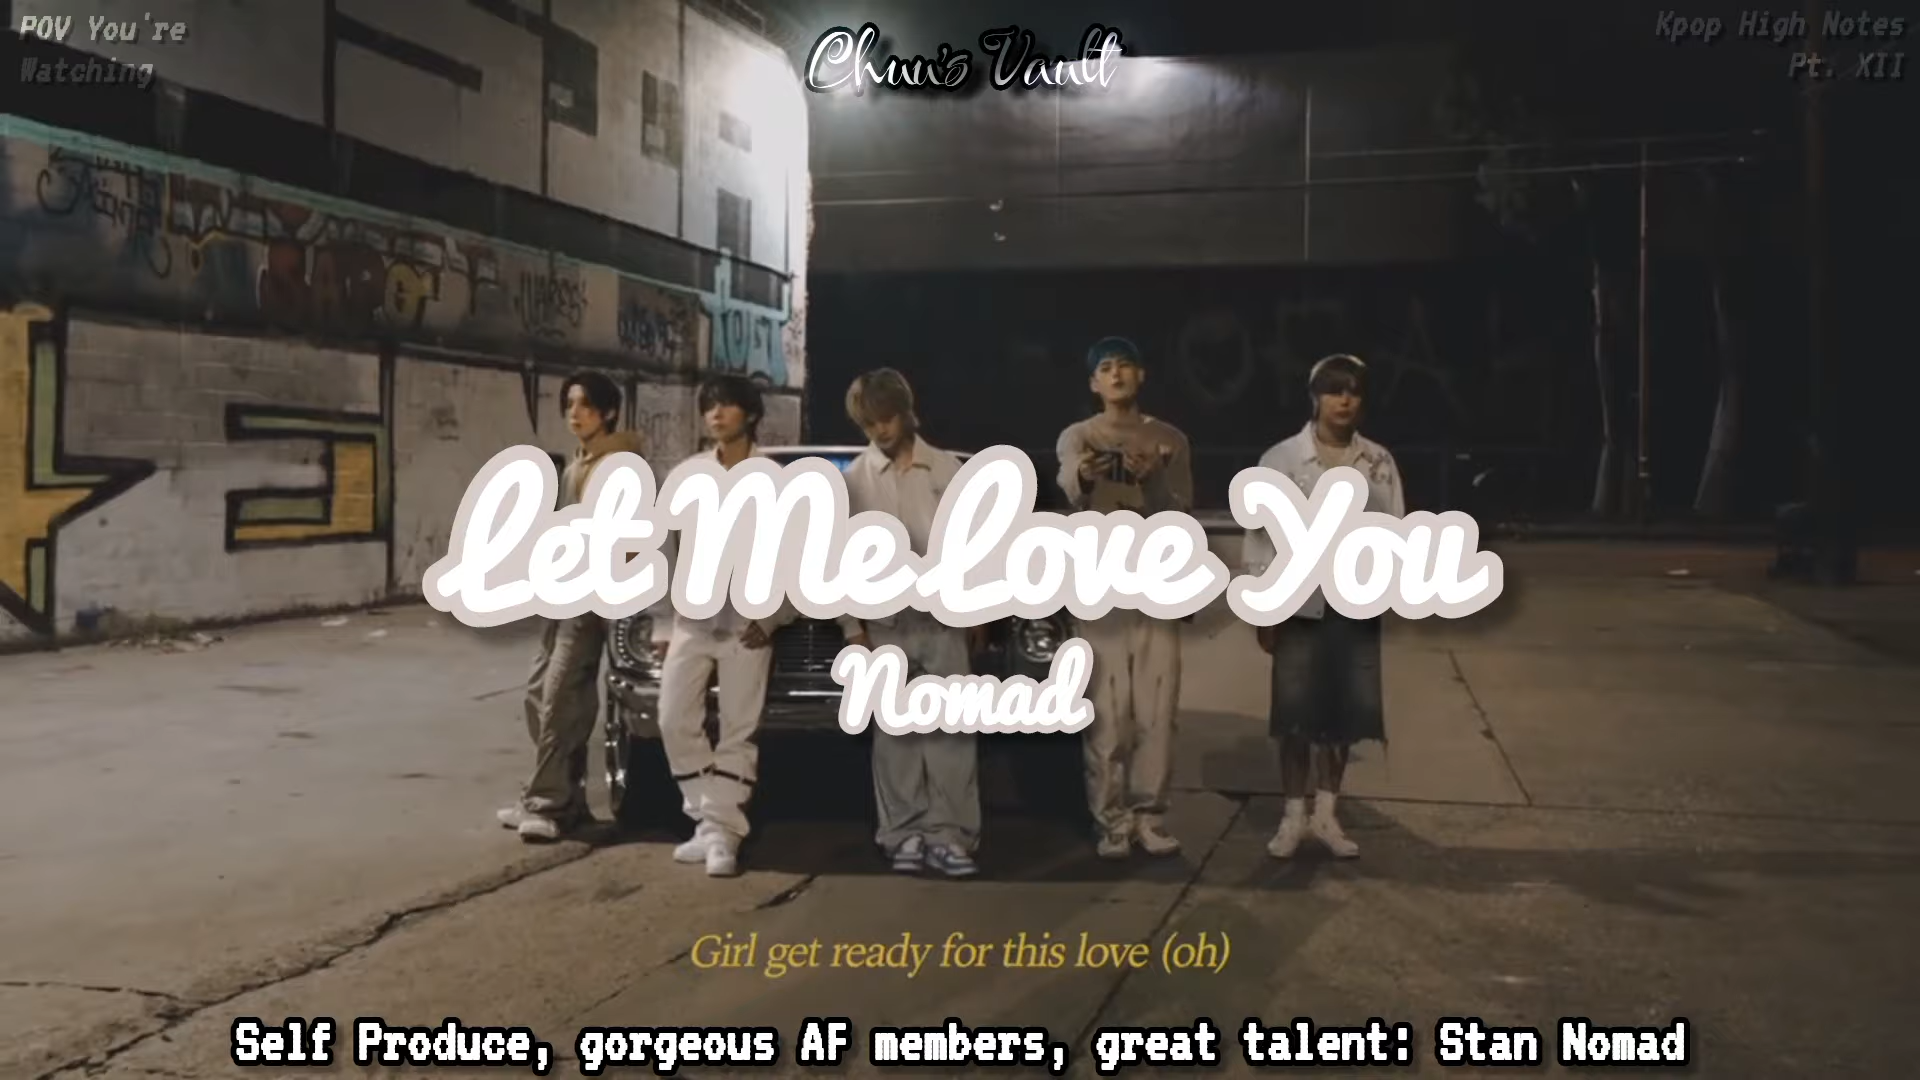 POV You're
Watching
Chuu's Vault
Kpop High Notes
Pt. XII
Let Me Love You
Nomad
Girl get ready for this love (oh)
Self Produce, gorgeous AF members, great talent: Stan Nomad